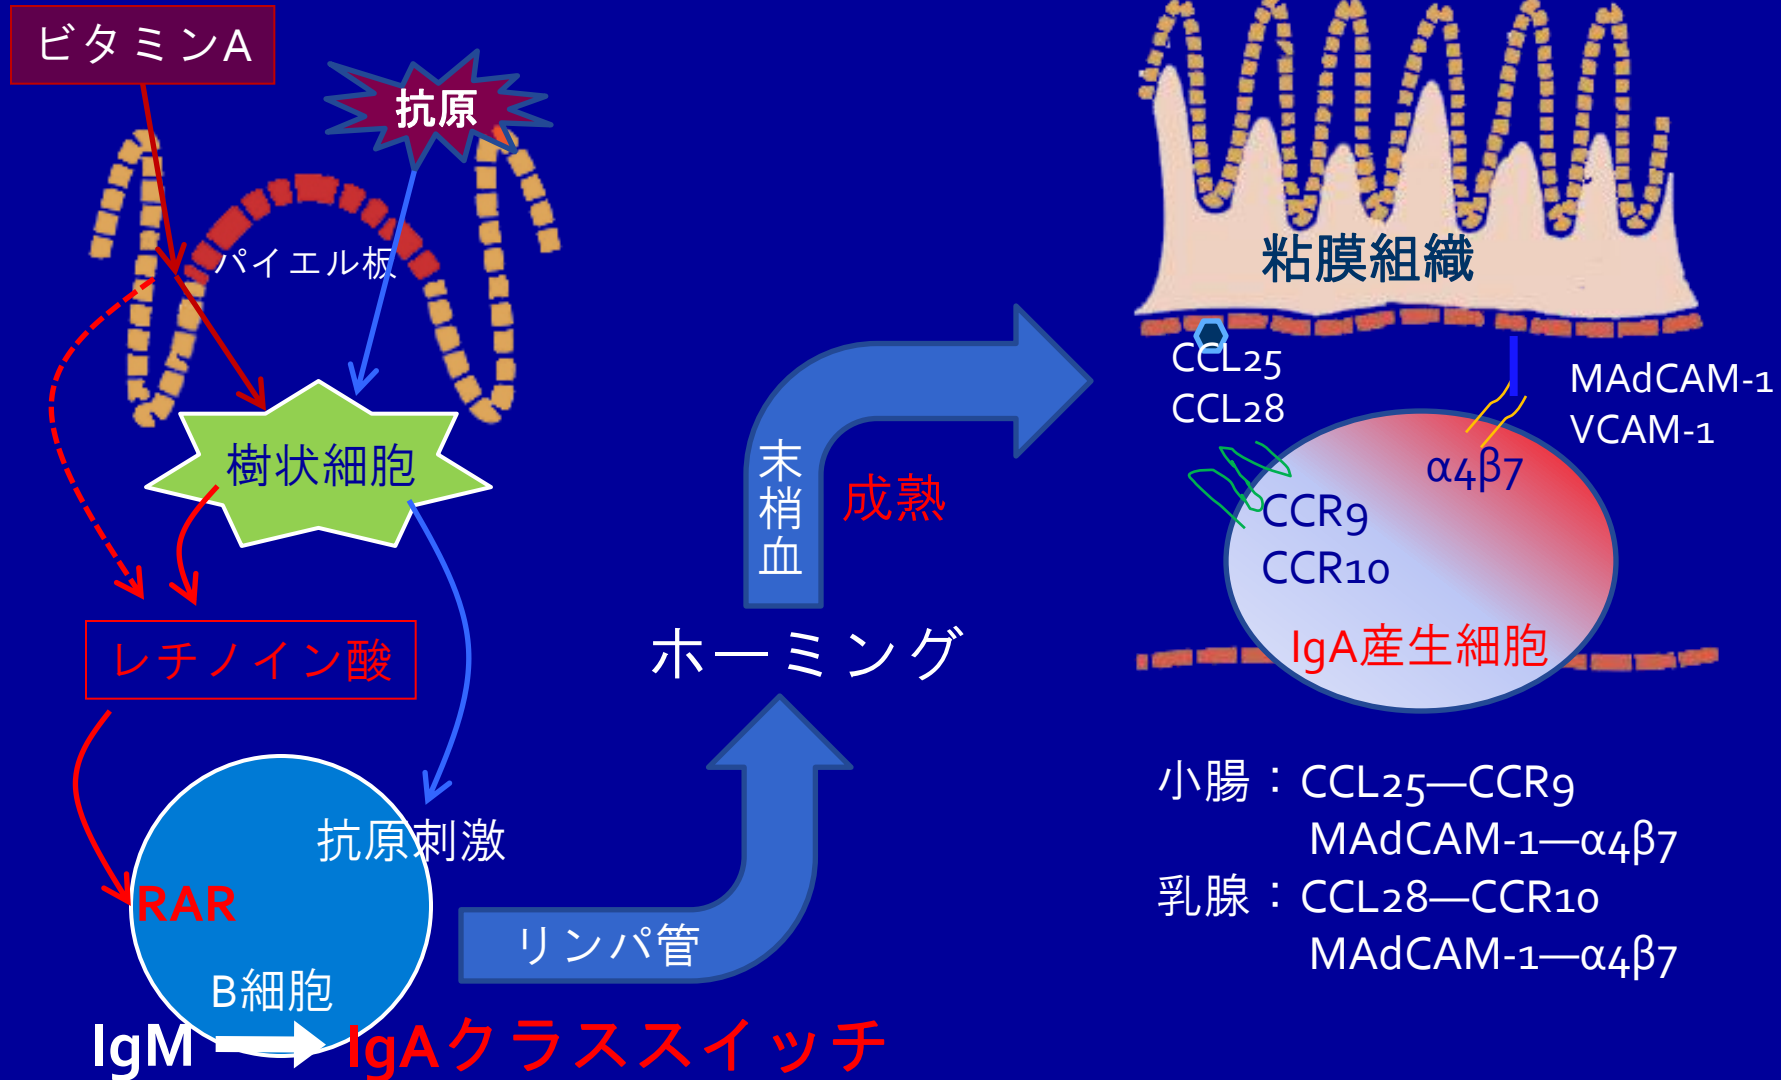 ビタミンA
抗原
パイエル板
樹状細胞
レチノイン酸
抗原刺激
RAR
B細胞
IgM
IgAクラススイッチ
リンパ管
ホーミング
末梢血
成熟
粘膜組織
CCL25
CCL28
MAdCAM-1
VCAM-1
α4β7
CCR9
CCR10
IgA産生細胞
小腸：CCL25—CCR9
MAdCAM-1—α4β7
乳腺：CCL28—CCR10
MAdCAM-1—α4β7